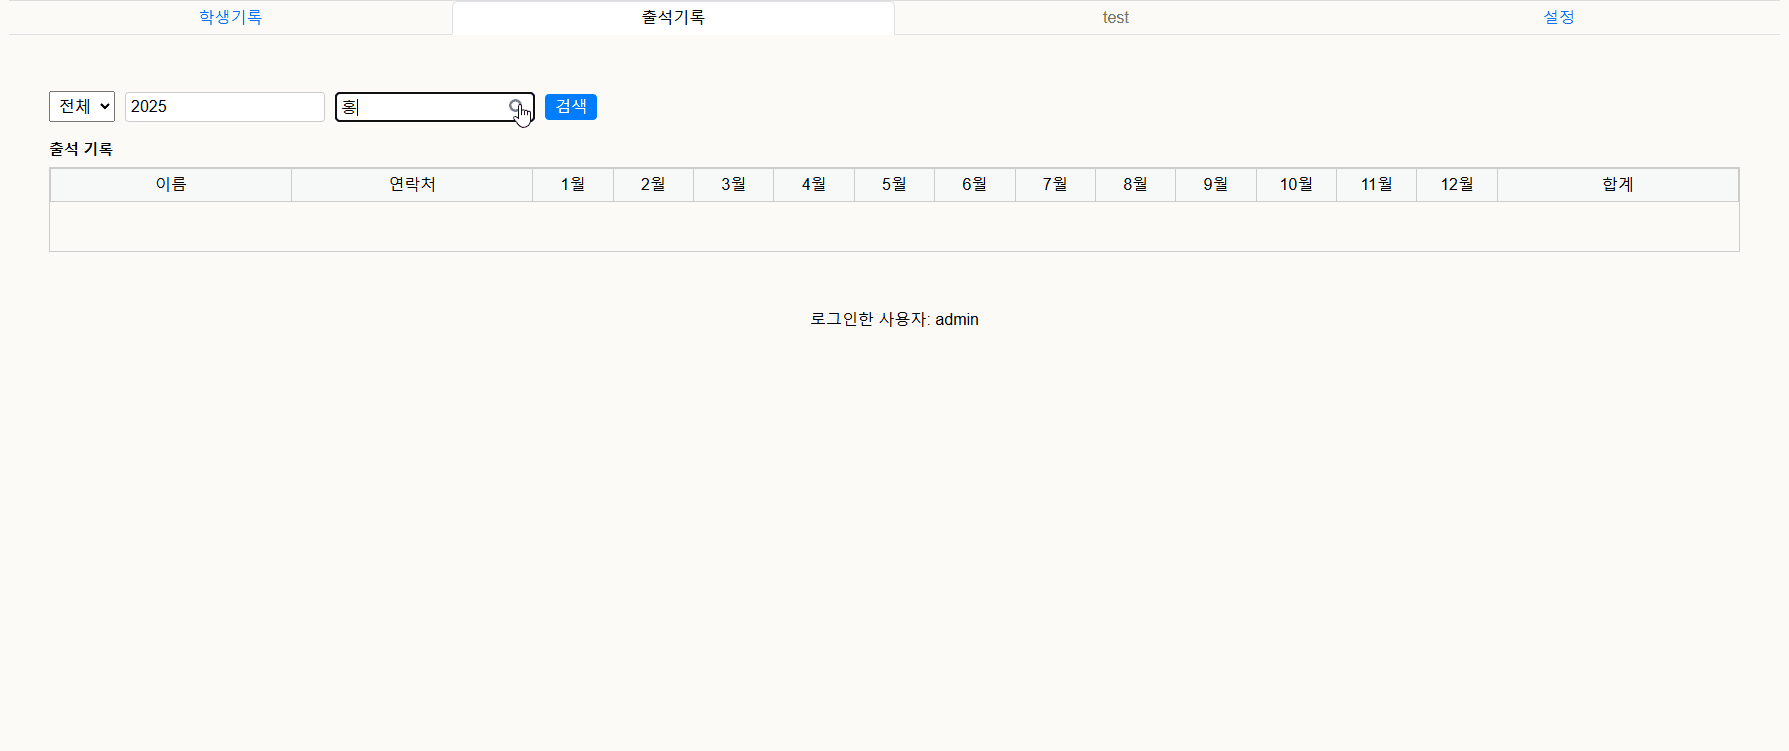 학생기록 출석기록 test 설정
전체 2025 홍 검색
출석 기록
이름 연락처 1월 2월 3월 4월 5월 6월 7월 8월 9월 10월 11월 12월 합계
로그인한 사용자: admin